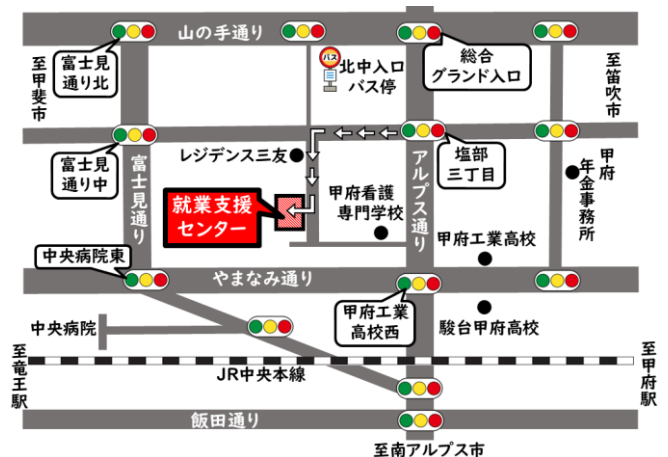 山の手通り
至甲斐市
富士見
通り北
バス
北中入口
バス停
総合
グランド入口
至笛吹市
富士見
通り中
富士見通り
レジデンス三友
アルプス通り
塩部
三丁目
甲府
年金事務所
就業支援
センター
甲府看護
専門学校
甲府工業高校
中央病院東
やまなみ通り
甲府工業
高校西
駿台甲府高校
中央病院
至竜王駅
JR中央本線
至甲府駅
飯田通り
至南アルプス市